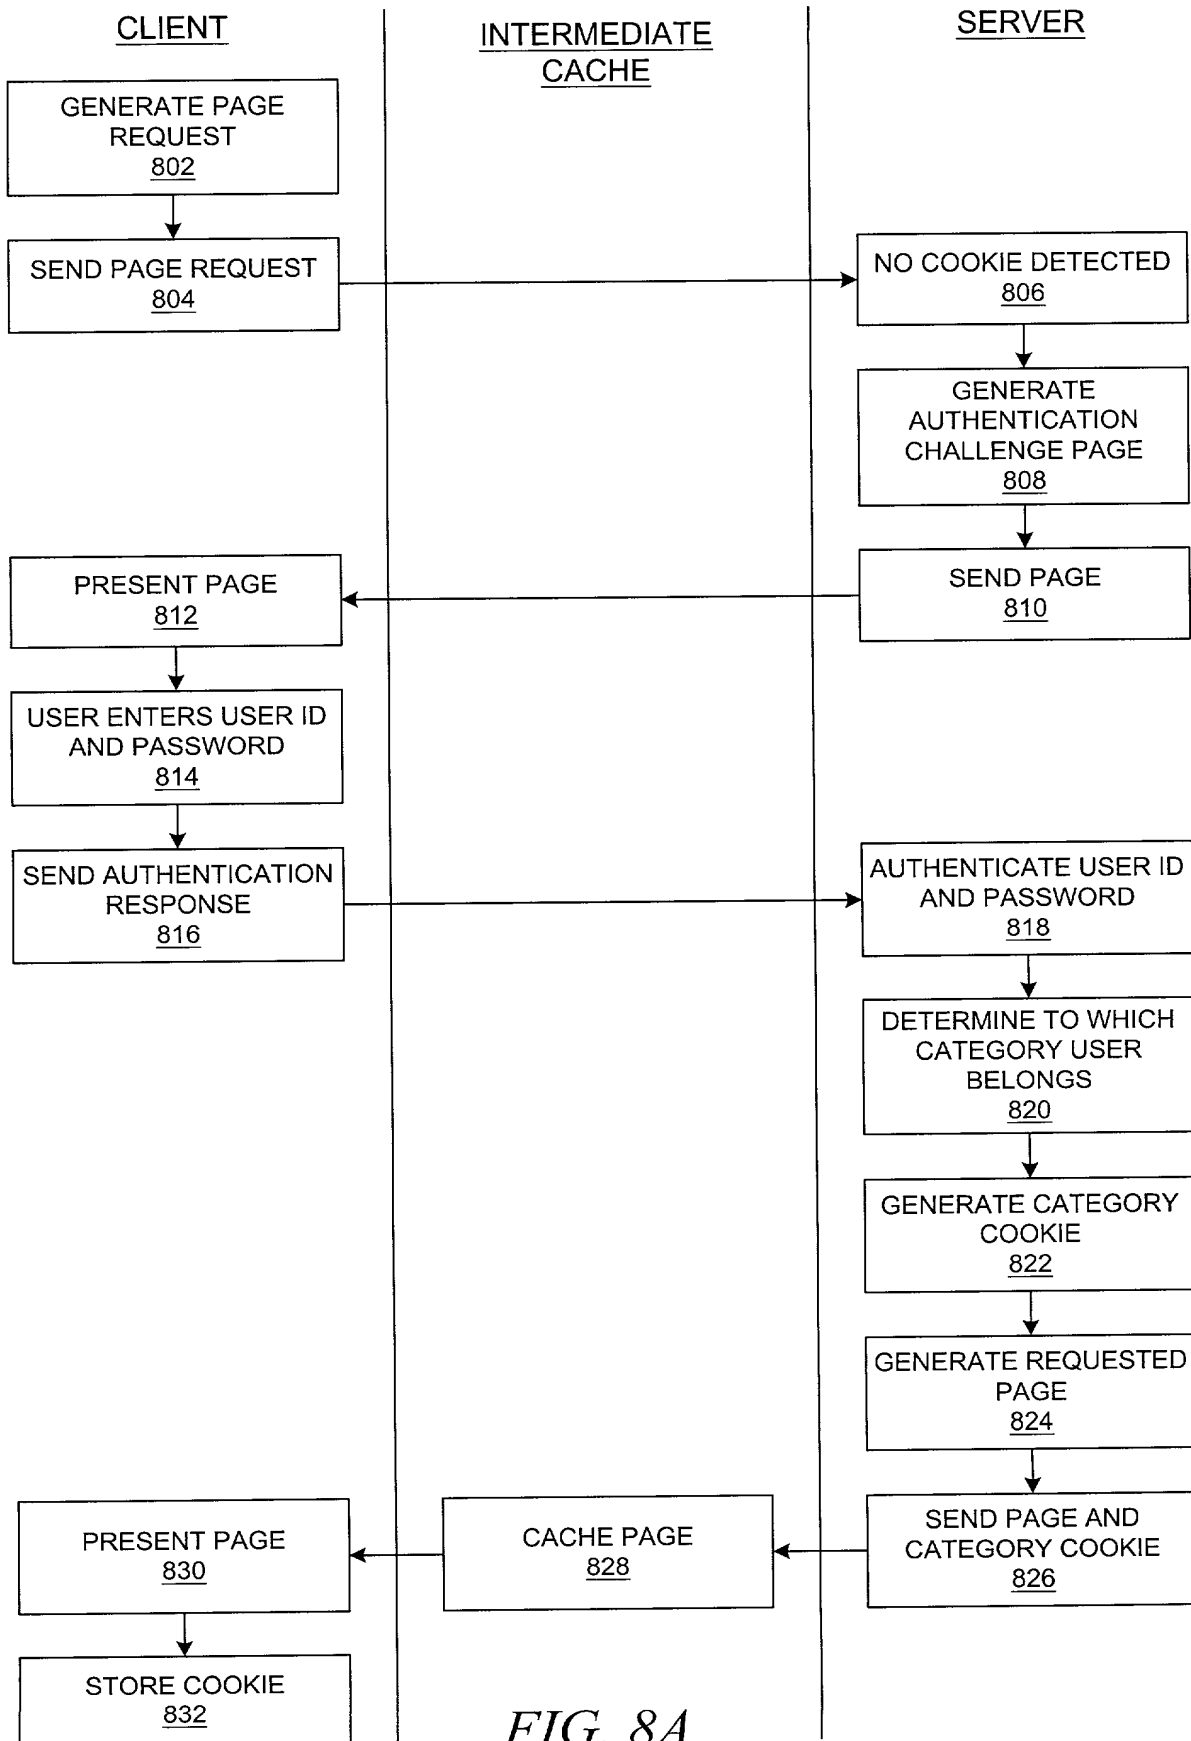 CLIENT
INTERMEDIATE
CACHE
SERVER
GENERATE PAGE
REQUEST
802
SEND PAGE REQUEST
804
NO COOKIE DETECTED
806
GENERATE
AUTHENTICATION
CHALLENGE PAGE
808
SEND PAGE
810
PRESENT PAGE
812
USER ENTERS USER ID
AND PASSWORD
814
SEND AUTHENTICATION
RESPONSE
816
AUTHENTICATE USER ID
AND PASSWORD
818
DETERMINE TO WHICH
CATEGORY USER
BELONGS
820
GENERATE CATEGORY
COOKIE
822
GENERATE REQUESTED
PAGE
824
SEND PAGE AND
CATEGORY COOKIE
826
CACHE PAGE
828
PRESENT PAGE
830
STORE COOKIE
832
FIG. 8A